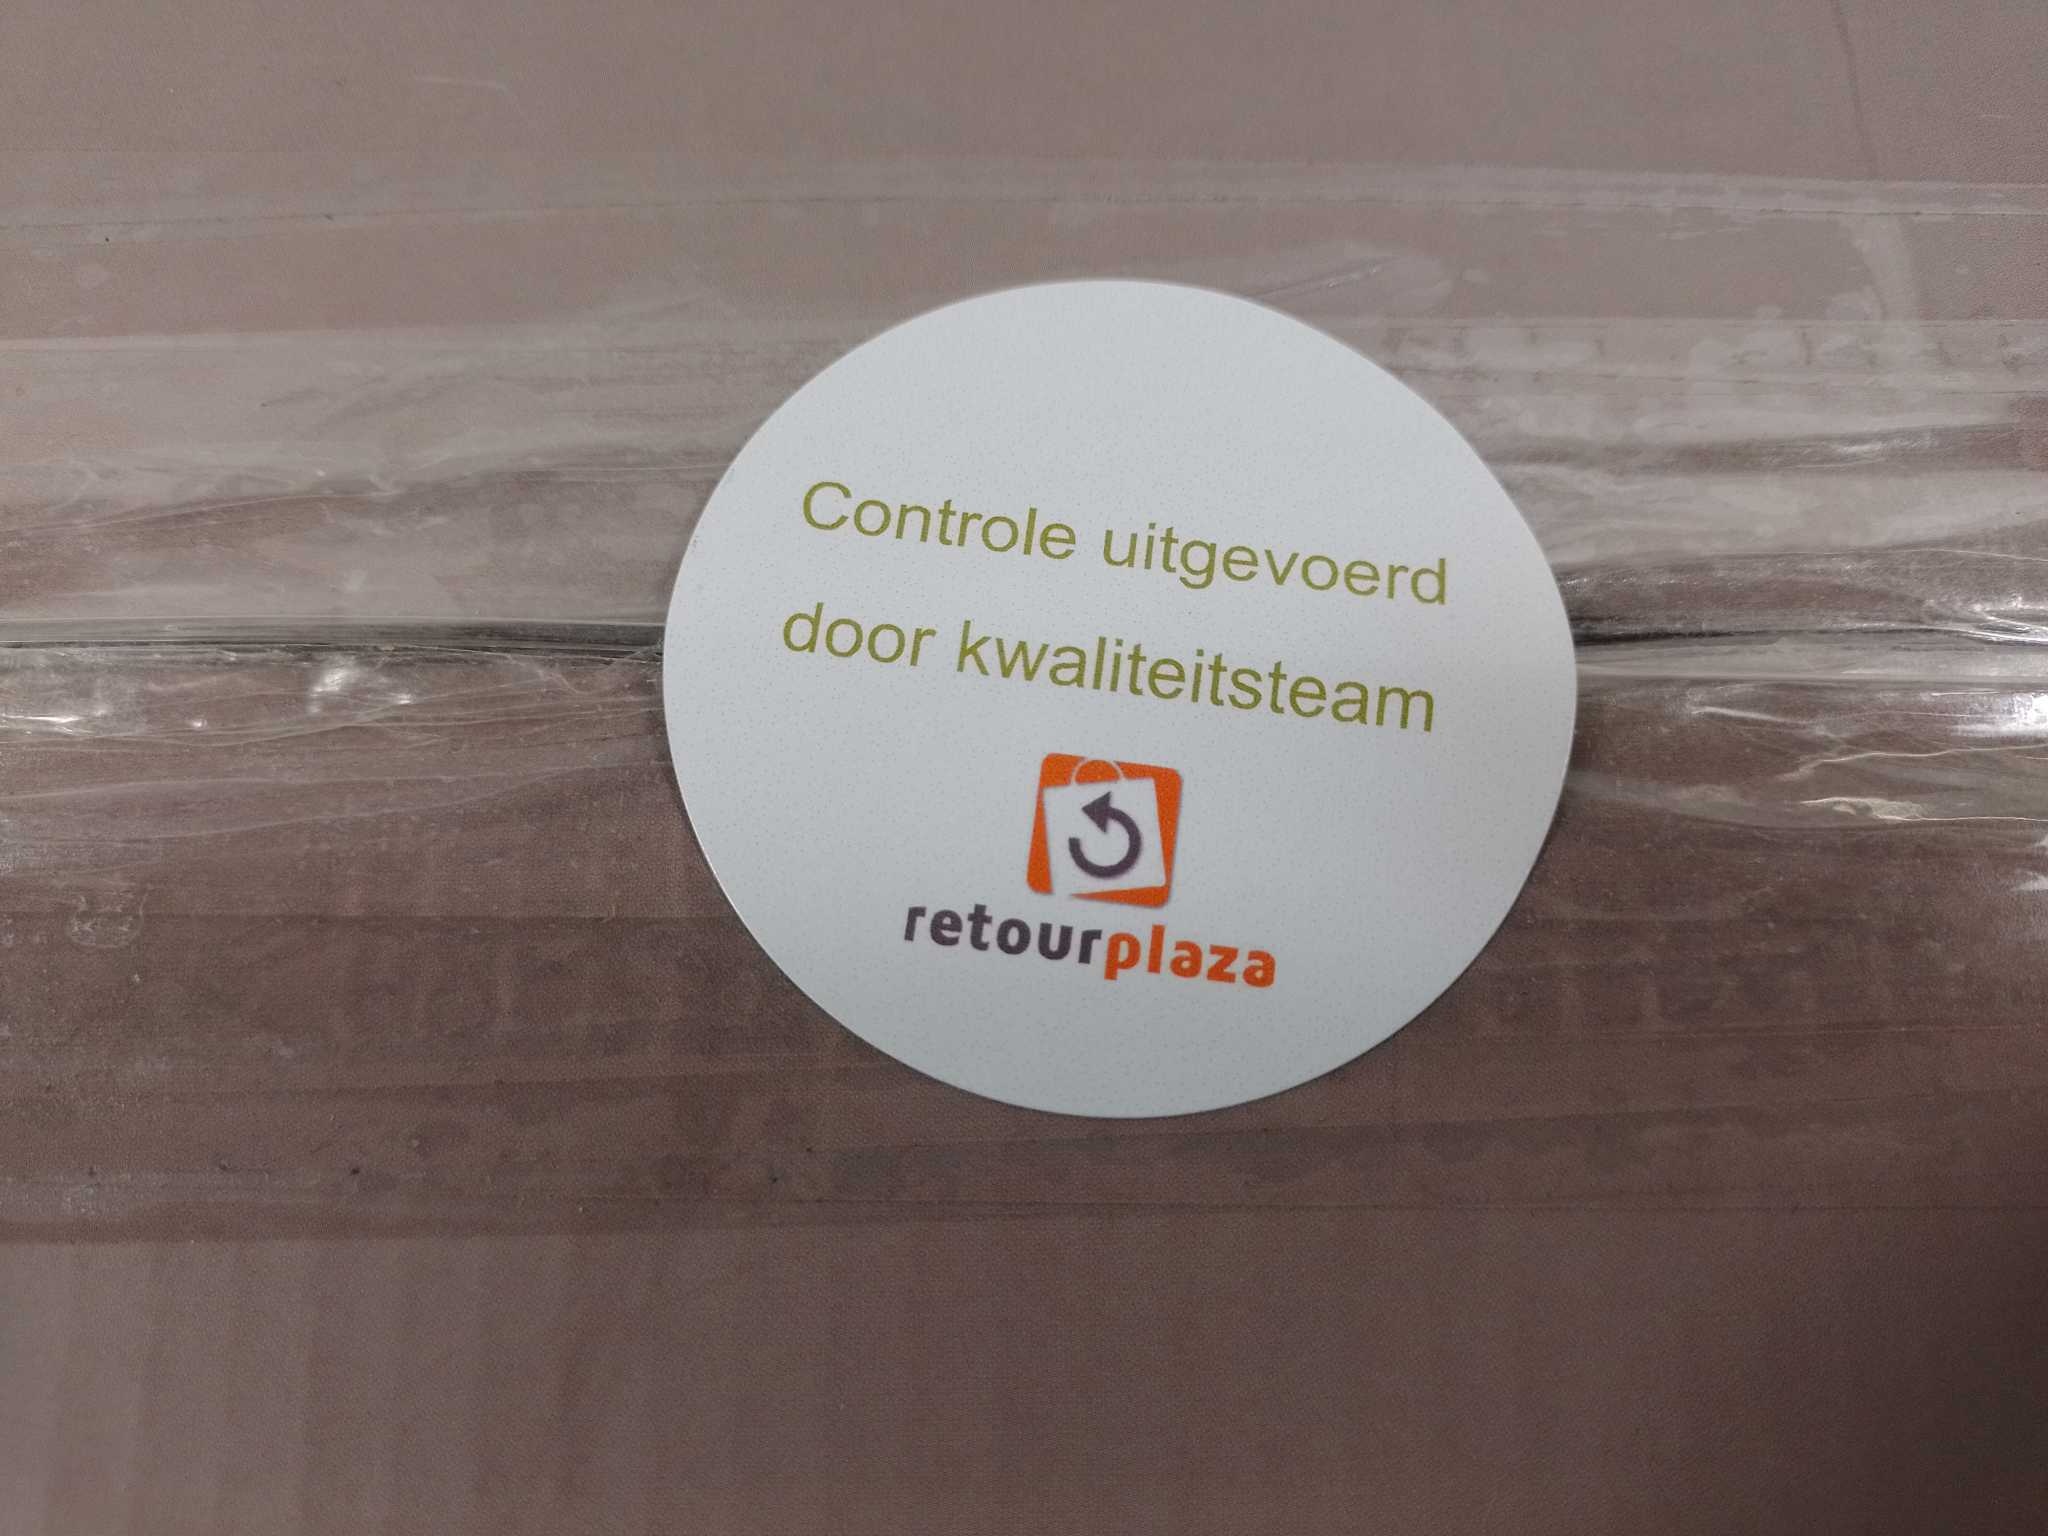 Controle uitgevoerd
door kwaliteitsteam
retourplaza